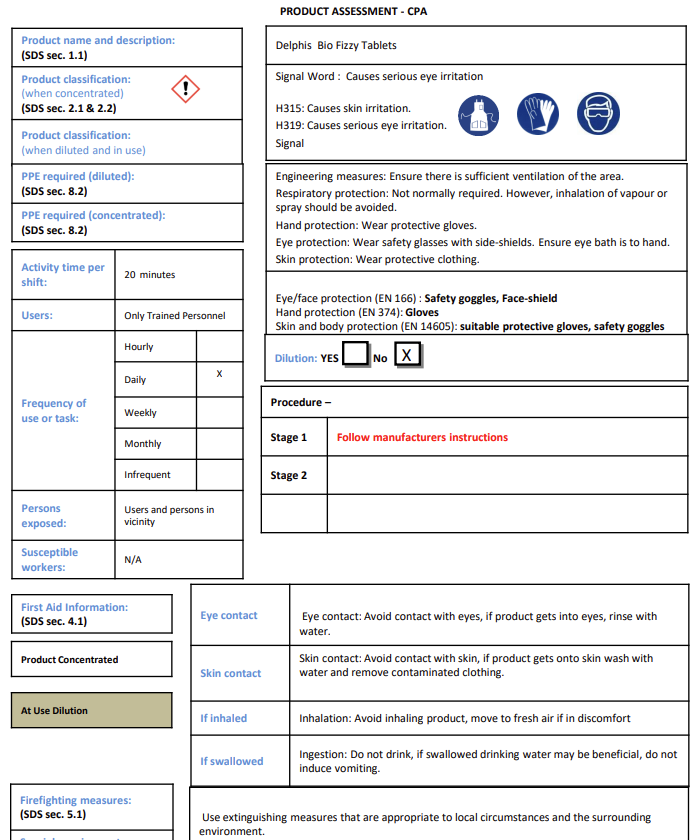 PRODUCT ASSESSMENT - CPA
Product name and description:
(SDS sec. 1.1)
Delphis Bio Fizzy Tablets
Product classification:
(when concentrated)
(SDS sec. 2.1 & 2.2)
Signal Word : Causes serious eye irritation
H315: Causes skin irritation.
H319: Causes serious eye irritation.
Signal
Product classification:
(when diluted and in use)
PPE required (diluted):
(SDS sec. 8.2)
PPE required (concentrated):
(SDS sec. 8.2)
Engineering measures: Ensure there is sufficient ventilation of the area.
Respiratory protection: Not normally required. However, inhalation of vapour or
spray should be avoided.
Hand protection: Wear protective gloves.
Eye protection: Wear safety glasses with side-shields. Ensure eye bath is to hand.
Skin protection: Wear protective clothing.
Eye/face protection (EN 166) : Safety goggles, Face-shield
Hand protection (EN 374): Gloves
Skin and body protection (EN 14605): suitable protective gloves, safety goggles
Activity time per
shift:
20 minutes
Users:
Only Trained Personnel
Frequency of
use or task:
Hourly
Daily X
Weekly
Monthly
Infrequent
Persons
exposed:
Users and persons in
vicinity
Susceptible
workers:
N/A
Dilution: YES No X
Procedure –
Stage 1 Follow manufacturers instructions
Stage 2
First Aid Information:
(SDS sec. 4.1)
Product Concentrated
At Use Dilution
Eye contact
Eye contact: Avoid contact with eyes, if product gets into eyes, rinse with
water.
Skin contact
Skin contact: Avoid contact with skin, if product gets onto skin wash with
water and remove contaminated clothing.
If inhaled
Inhalation: Avoid inhaling product, move to fresh air if in discomfort
If swallowed
Ingestion: Do not drink, if swallowed drinking water may be beneficial, do not
induce vomiting.
Firefighting measures:
(SDS sec. 5.1)
Use extinguishing measures that are appropriate to local circumstances and the surrounding
environment.